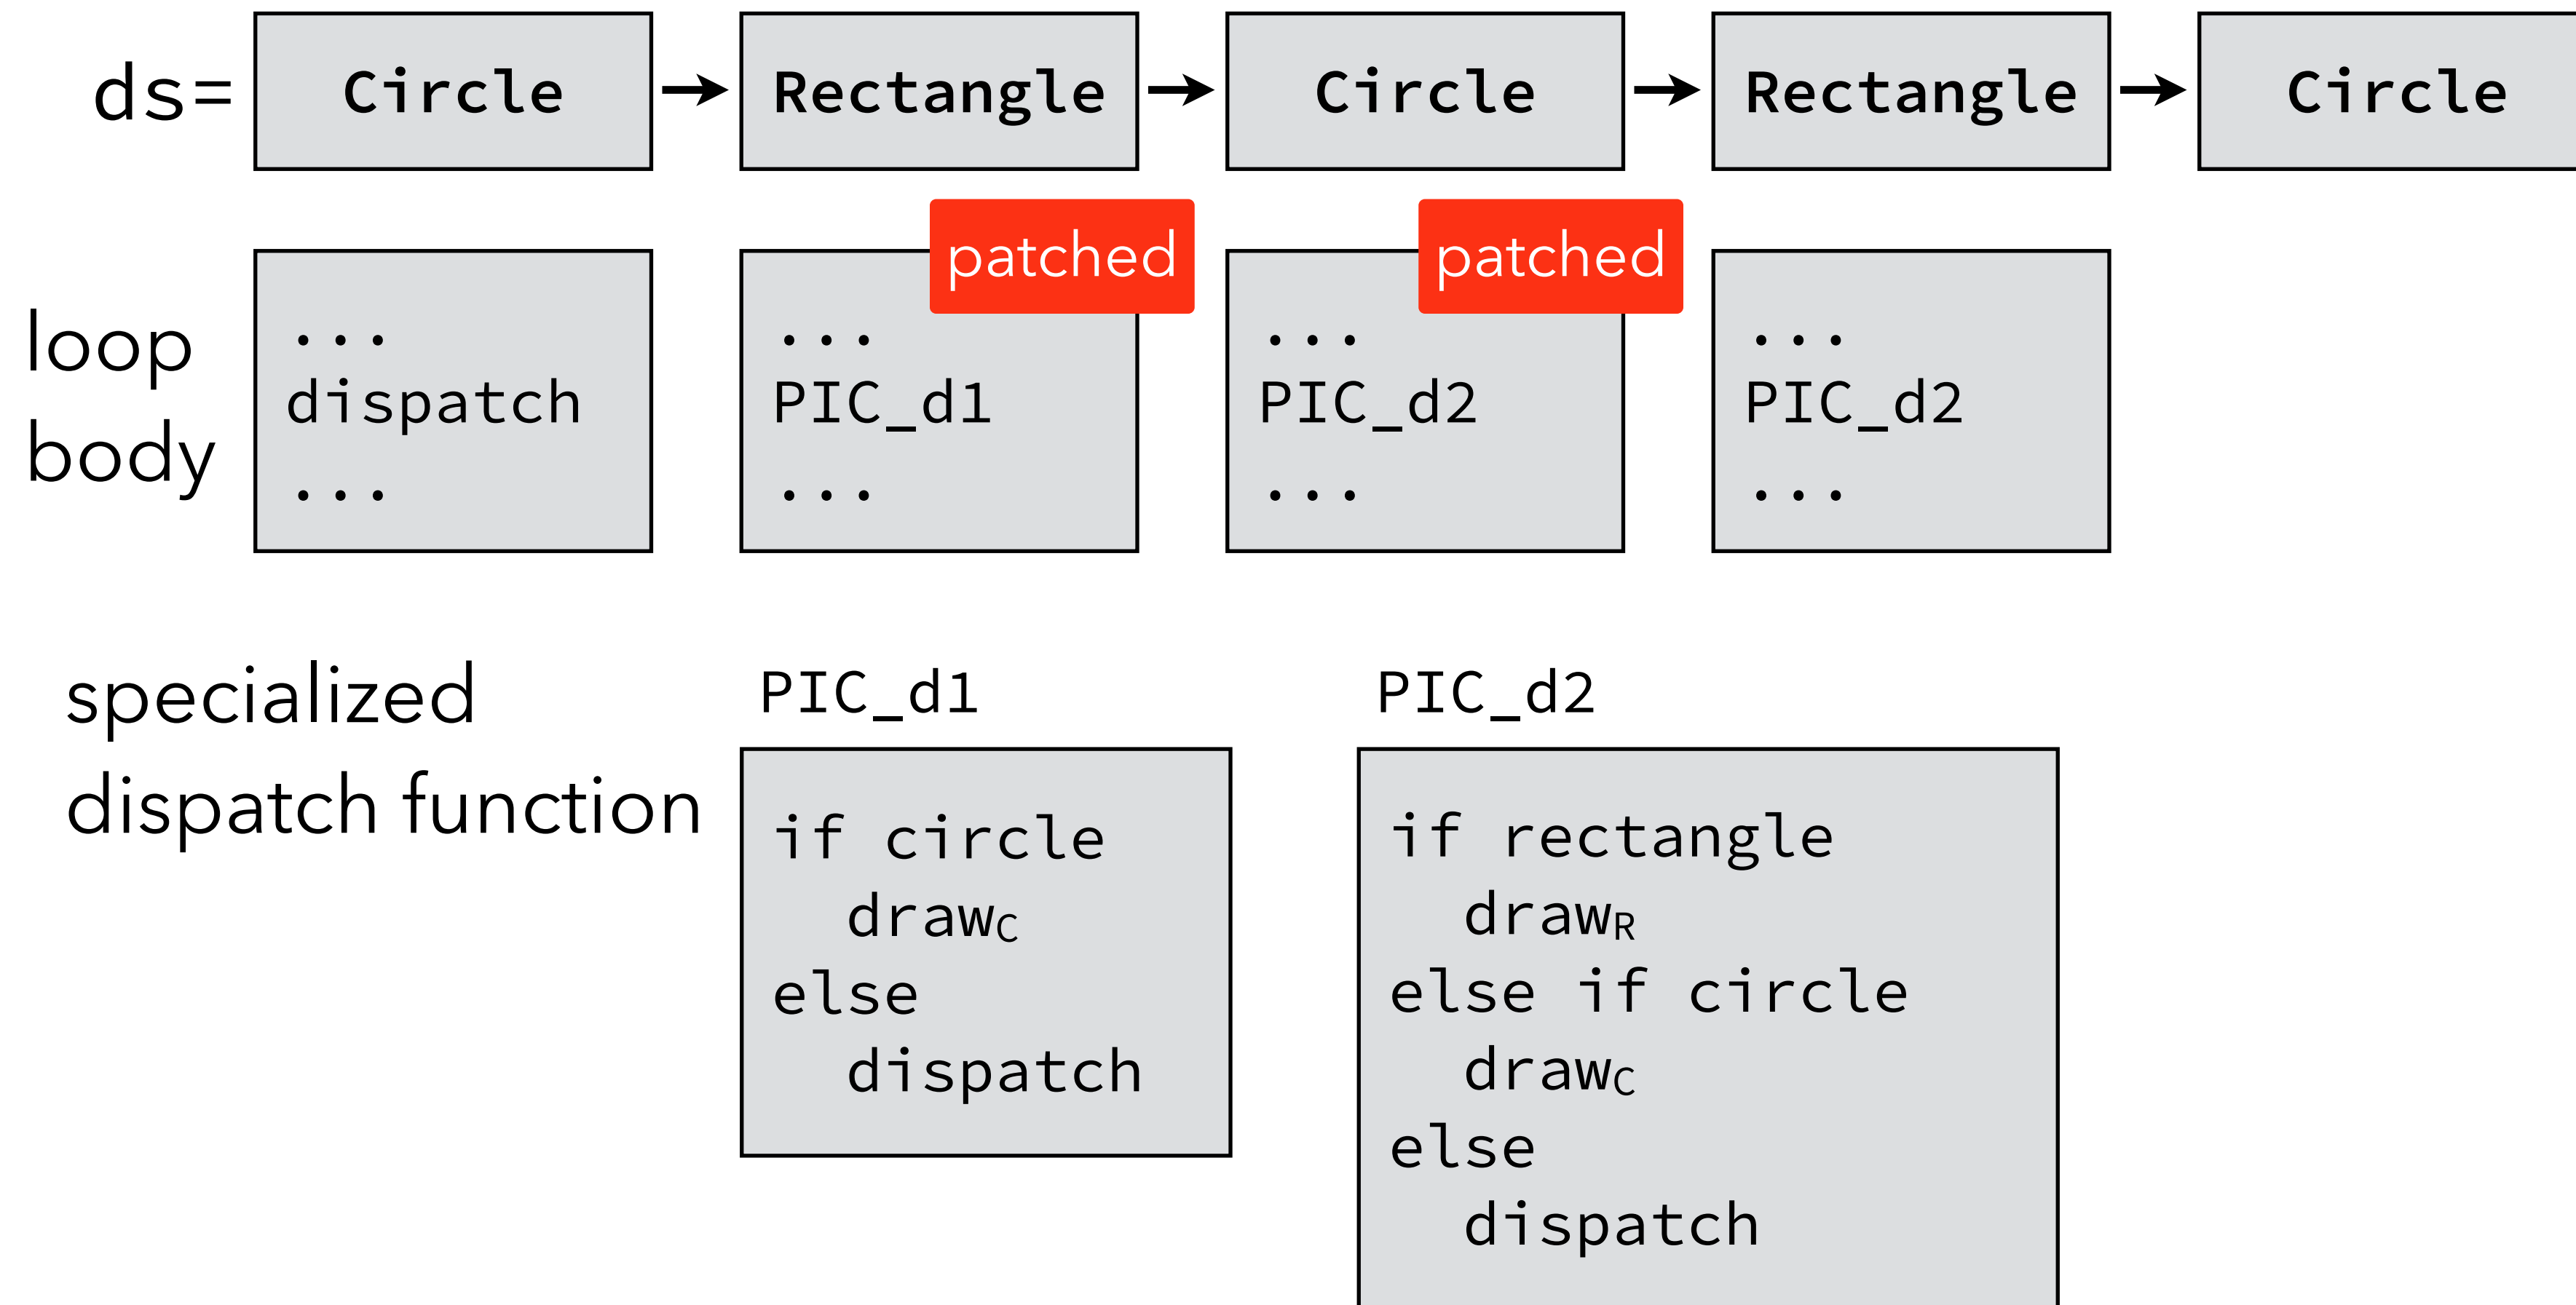 ds= Circle → Rectangle → Circle → Rectangle → Circle
patched patched
loop
body
... ... ... ...
dispatch PIC_d1 PIC_d2 PIC_d2
... ... ... ...
specialized
dispatch function
PIC_d1
if circle
drawC
else
dispatch
PIC_d2
if rectangle
drawR
else if circle
drawC
else
dispatch